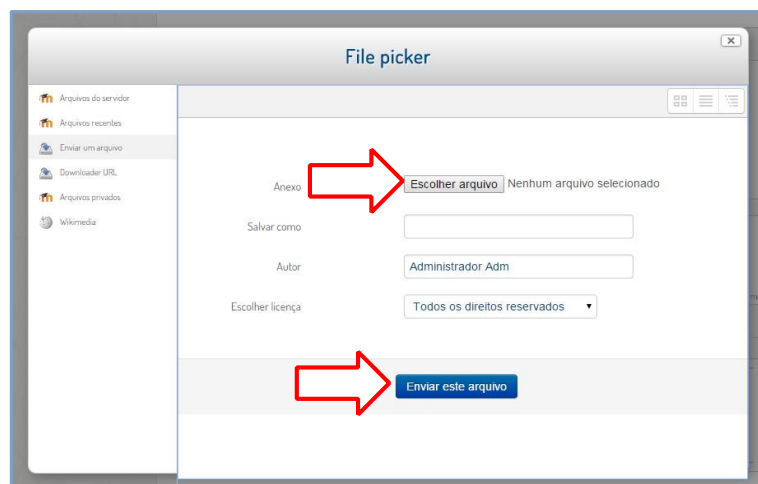 File picker
Arquivos do servidor
Arquivos recentes
Enviar um arquivo
Downloader URL
Arquivos privados
Wikimedia
Anexo Escolher arquivo Nenhum arquivo selecionado
Salvar como
Autor Administrador Adm
Escolher licença Todos os direitos reservados
Enviar este arquivo